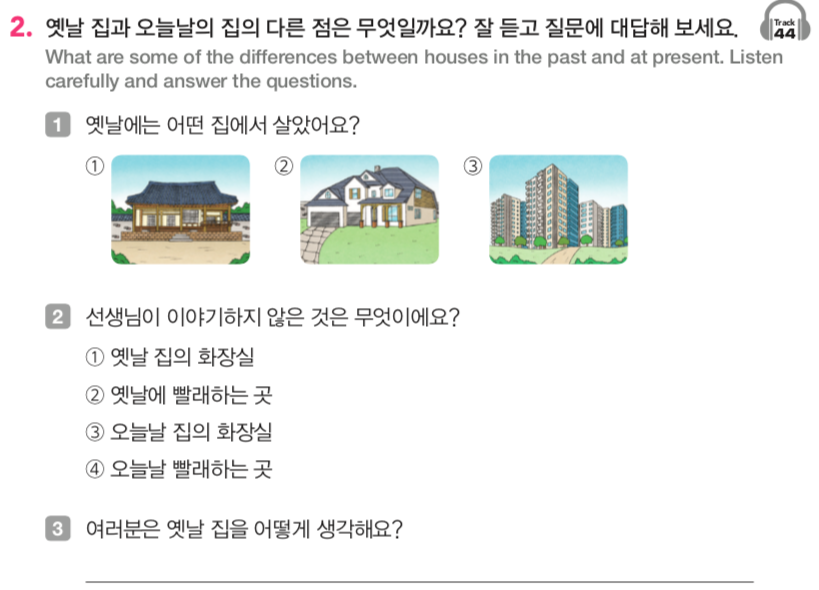 2. 옛날 집과 오늘날의 집의 다른 점은 무엇일까요? 잘 듣고 질문에 대답해 보세요. Track 44
What are some of the differences between houses in the past and at present. Listen
carefully and answer the questions.
1 옛날에는 어떤 집에서 살았어요?
① ② ③
2 선생님이 이야기하지 않은 것은 무엇이에요?
① 옛날 집의 화장실
② 옛날에 빨래하는 곳
③ 오늘날 집의 화장실
④ 오늘날 빨래하는 곳
3 여러분은 옛날 집을 어떻게 생각해요?